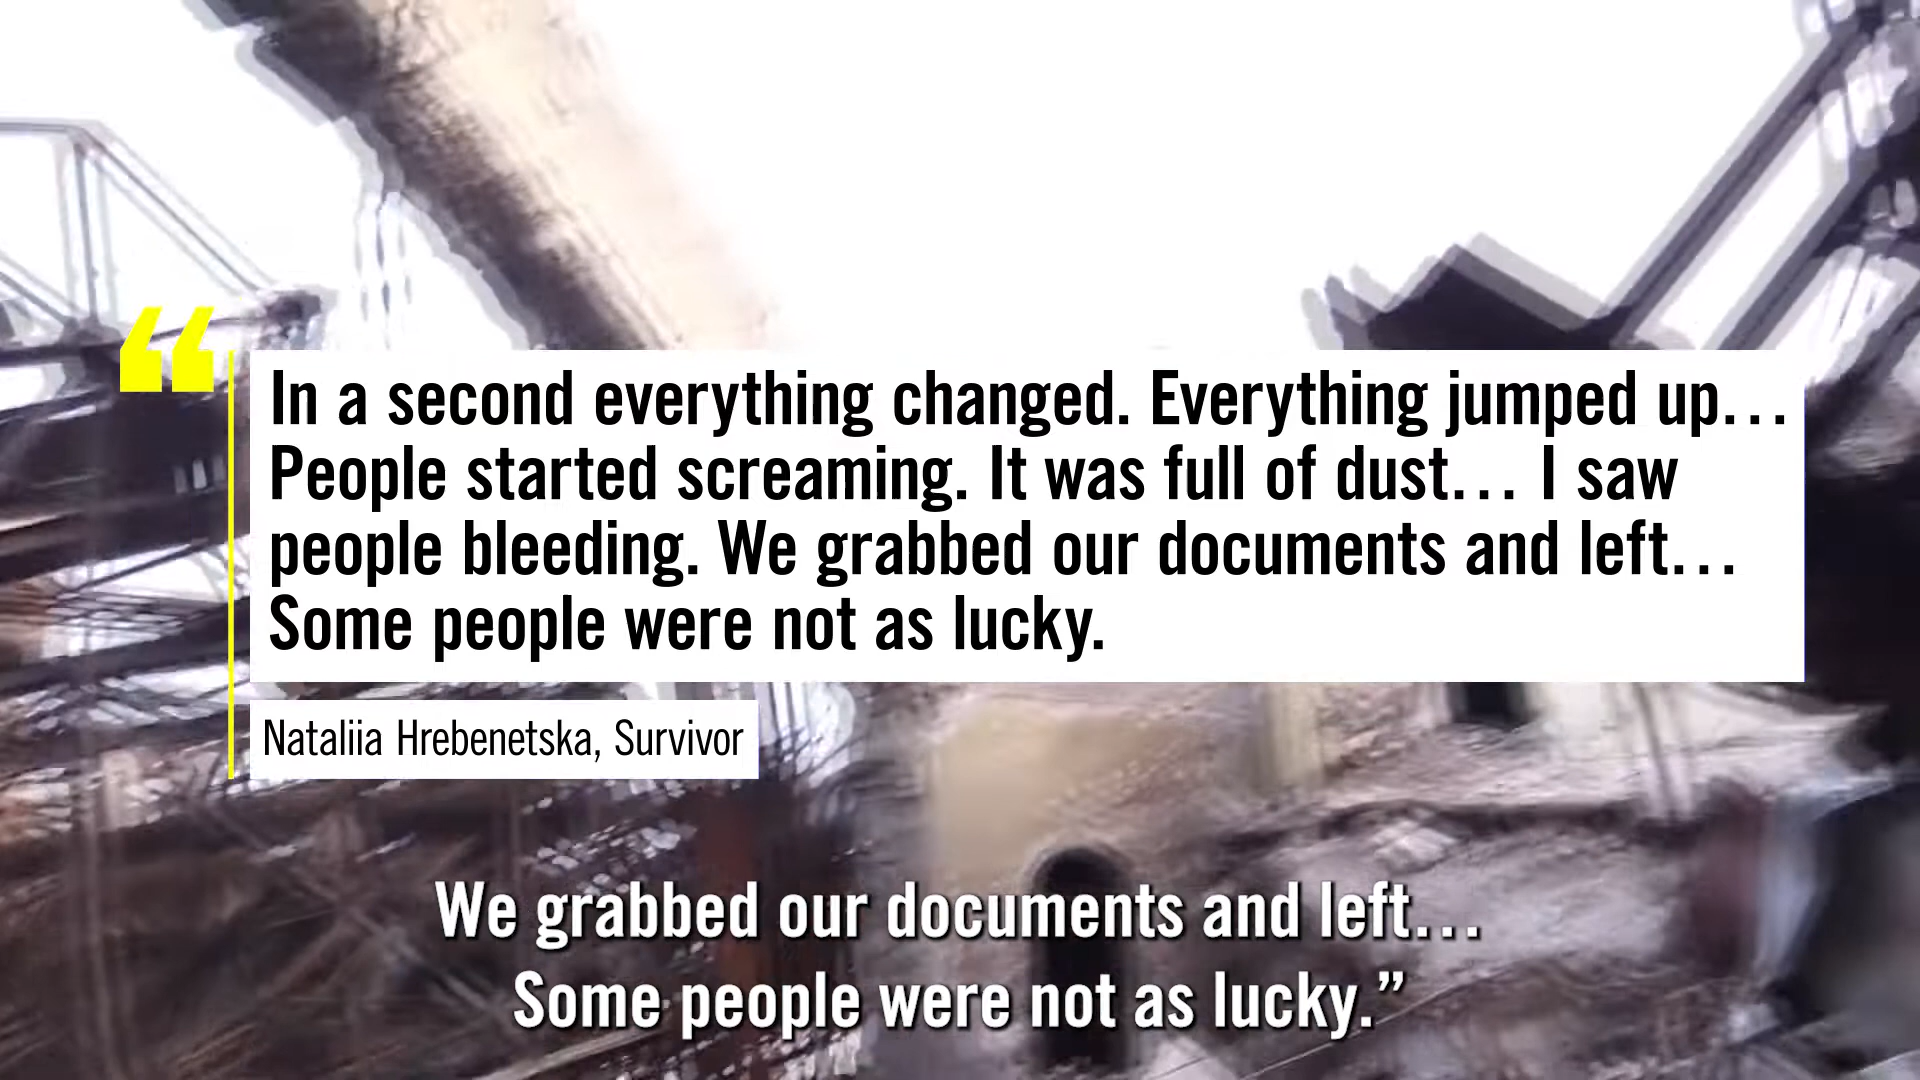 “
In a second everything changed. Everything jumped up…
People started screaming. It was full of dust… I saw
people bleeding. We grabbed our documents and left…
Some people were not as lucky.
Nataliia Hrebenetska, Survivor
We grabbed our documents and left…
Some people were not as lucky.”